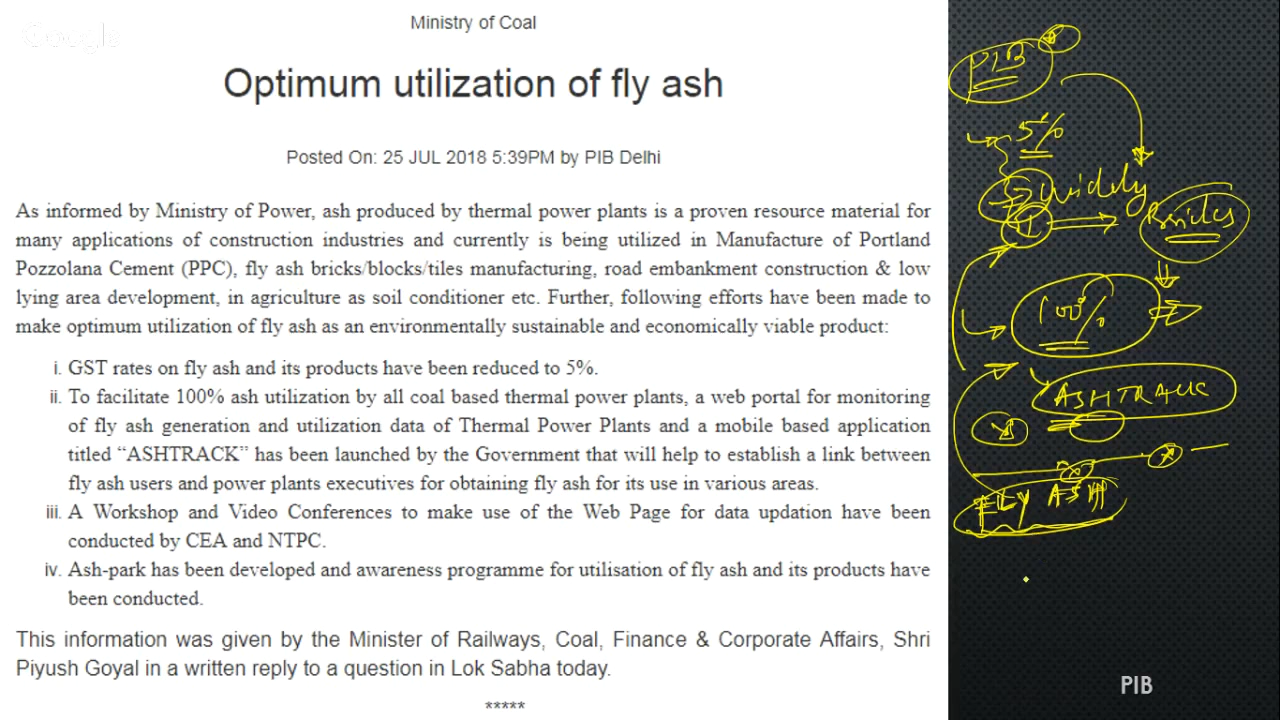 Google
Ministry of Coal
Optimum utilization of fly ash
Posted On: 25 JUL 2018 5:39PM by PIB Delhi
As informed by Ministry of Power, ash produced by thermal power plants is a proven resource material for
many applications of construction industries and currently is being utilized in Manufacture of Portland
Pozzolana Cement (PPC), fly ash bricks/blocks/tiles manufacturing, road embankment construction & low
lying area development, in agriculture as soil conditioner etc. Further, following efforts have been made to
make optimum utilization of fly ash as an environmentally sustainable and economically viable product:
i. GST rates on fly ash and its products have been reduced to 5%.
ii. To facilitate 100% ash utilization by all coal based thermal power plants, a web portal for monitoring
of fly ash generation and utilization data of Thermal Power Plants and a mobile based application
titled “ASHTRACK” has been launched by the Government that will help to establish a link between
fly ash users and power plants executives for obtaining fly ash for its use in various areas.
iii. A Workshop and Video Conferences to make use of the Web Page for data updation have been
conducted by CEA and NTPC.
iv. Ash-park has been developed and awareness programme for utilisation of fly ash and its products have
been conducted.
This information was given by the Minister of Railways, Coal, Finance & Corporate Affairs, Shri
Piyush Goyal in a written reply to a question in Lok Sabha today.
*****
PIB
5%
widely
100%
ASHTRACK
FLY ASH
PIB